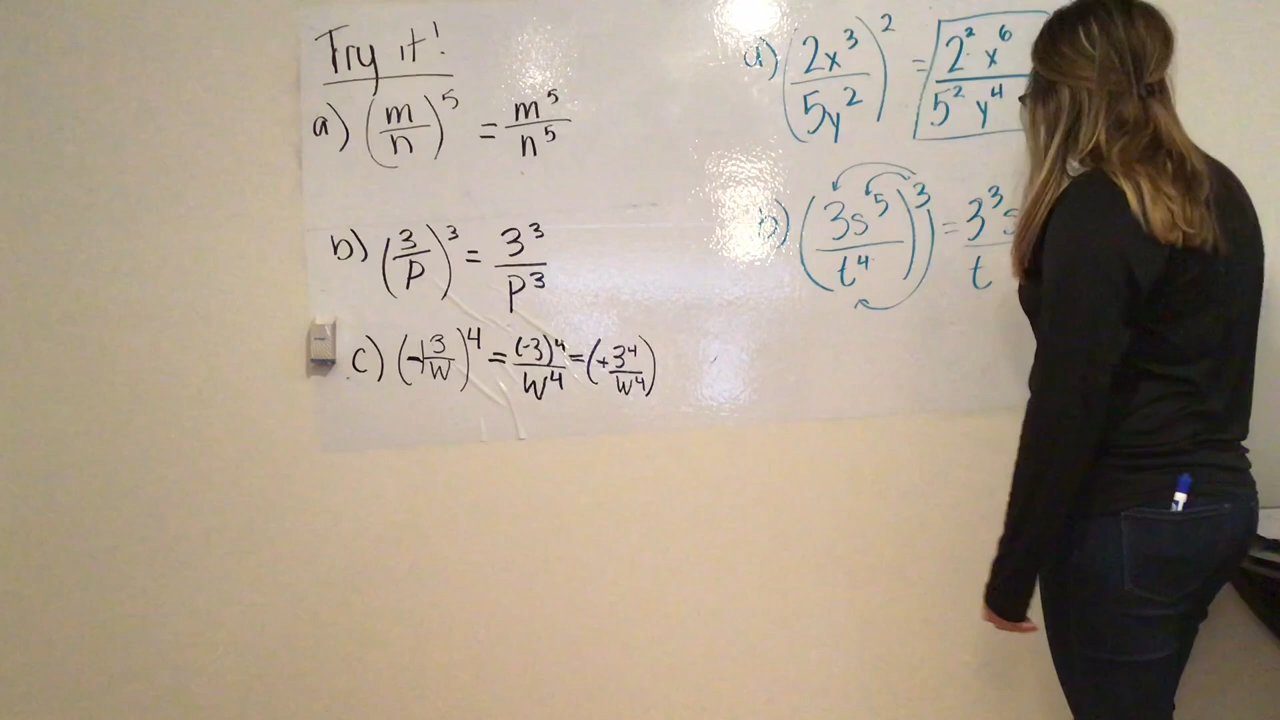 Try it!
a) (m/n)^5 = m^5/n^5
b) (3/p)^3 = 3^3/p^3
c) (-3/w)^4 = (-3)^4/w^4 = (+3^4/w^4)
a) (2x^3/5y^2)^2 = 2^2 x^6/5^2 y^4
b) (3s^5/t^4)^3 = 3^3 s/t